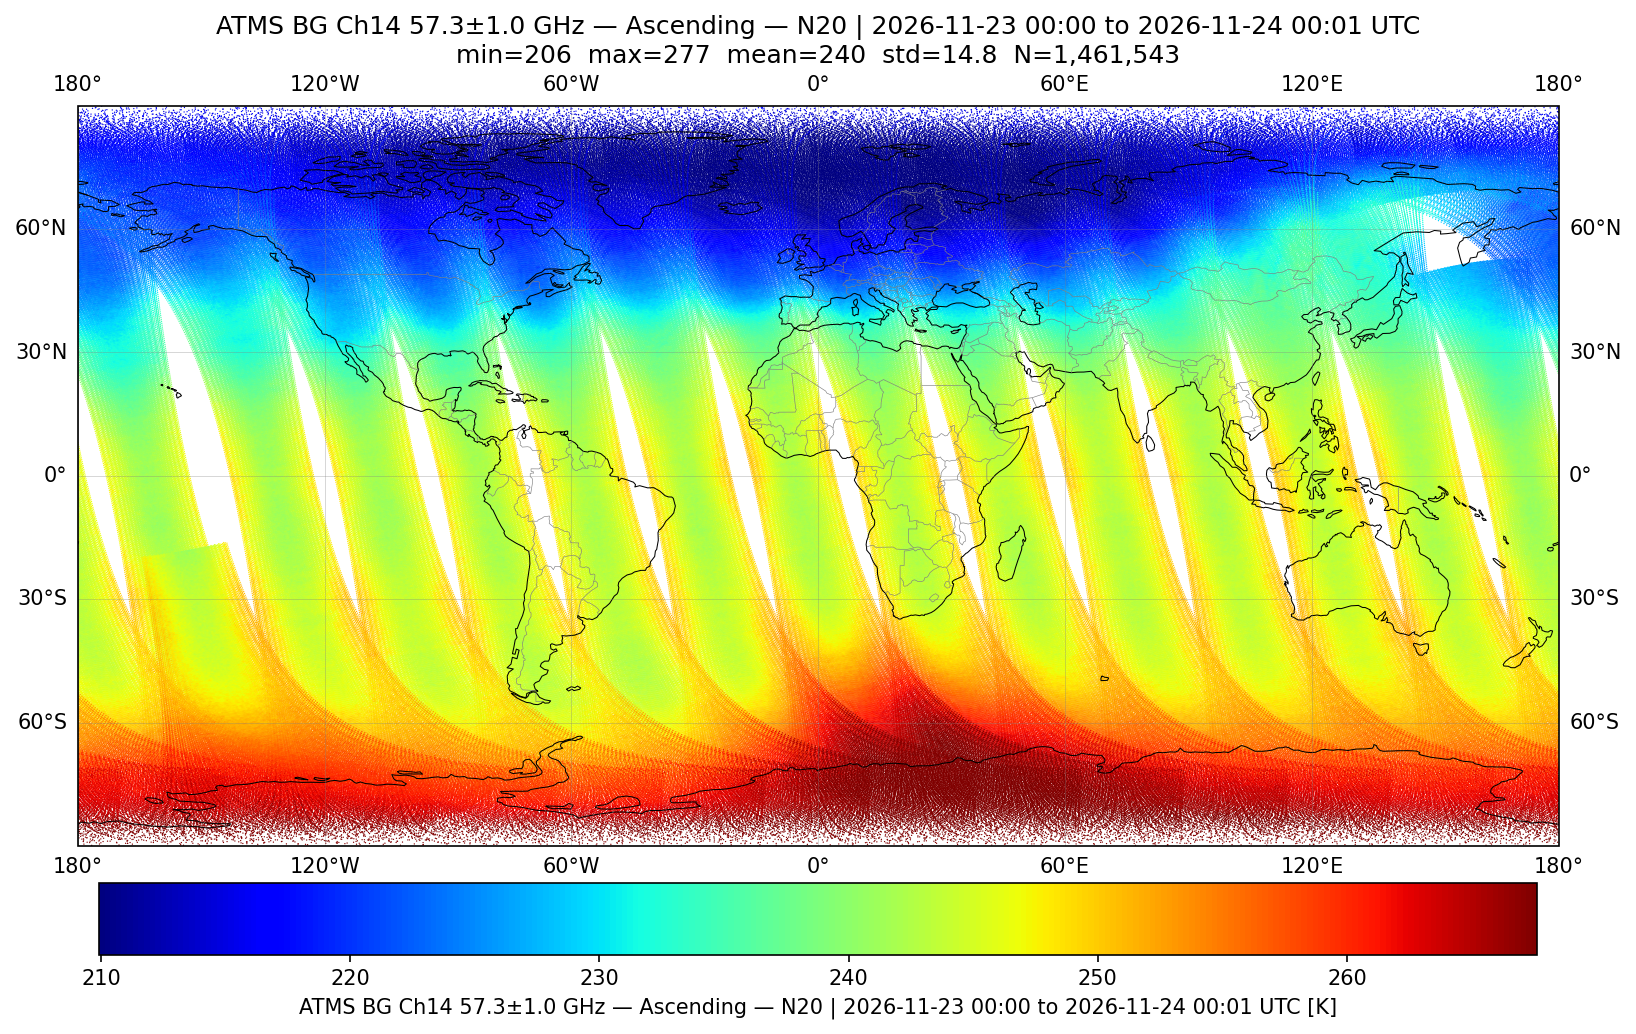 ATMS BG Ch14 57.3±1.0 GHz — Ascending — N20 | 2026-11-23 00:00 to 2026-11-24 00:01 UTC
min=206 max=277 mean=240 std=14.8 N=1,461,543
180° 120°W 60°W 0° 60°E 120°E 180°
60°N 60°N
30°N 30°N
0° 0°
30°S 30°S
60°S 60°S
180° 120°W 60°W 0° 60°E 120°E 180°
210 220 230 240 250 260
ATMS BG Ch14 57.3±1.0 GHz — Ascending — N20 | 2026-11-23 00:00 to 2026-11-24 00:01 UTC [K]